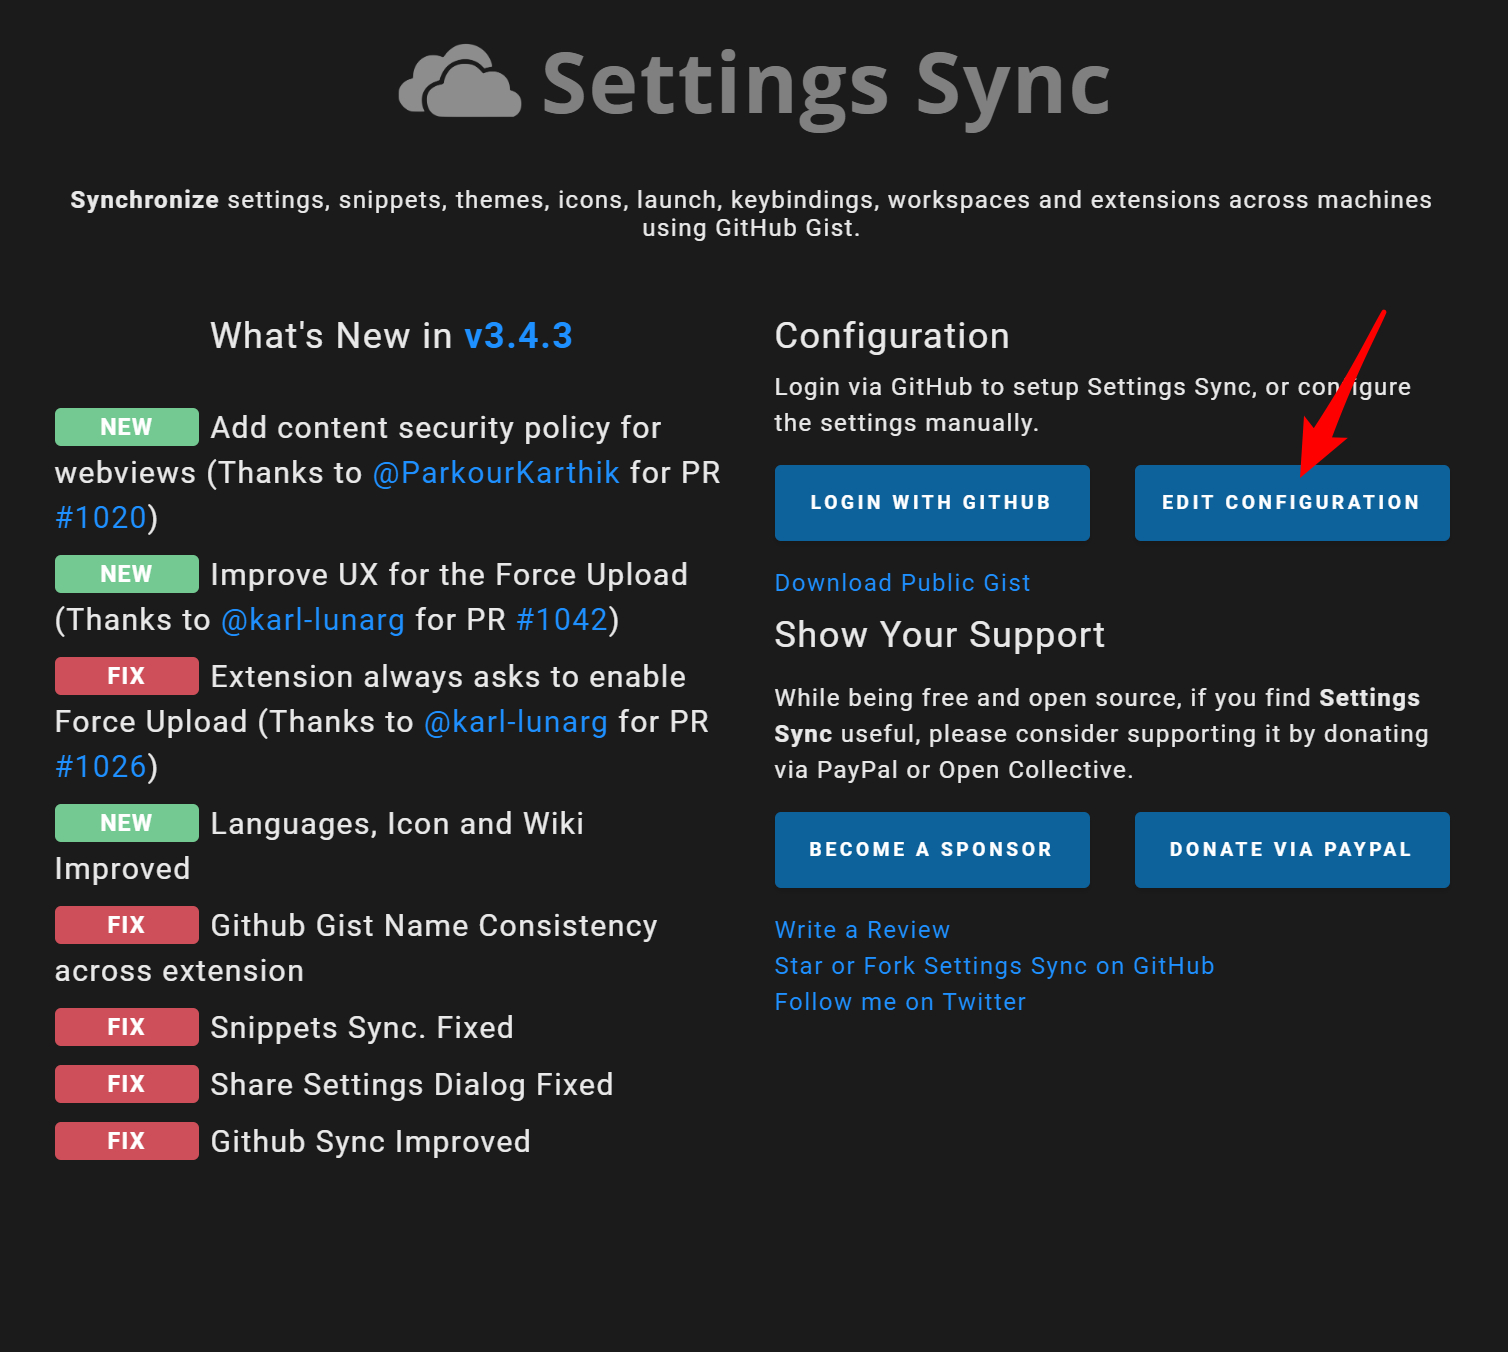 Settings Sync
Synchronize settings, snippets, themes, icons, launch, keybindings, workspaces and extensions across machines
using GitHub Gist.
What's New in v3.4.3
NEW Add content security policy for
webviews (Thanks to @ParkourKarthik for PR
#1020)
NEW Improve UX for the Force Upload
(Thanks to @karl-lunarg for PR #1042)
FIX Extension always asks to enable
Force Upload (Thanks to @karl-lunarg for PR
#1026)
NEW Languages, Icon and Wiki
Improved
FIX Github Gist Name Consistency
across extension
FIX Snippets Sync. Fixed
FIX Share Settings Dialog Fixed
FIX Github Sync Improved
Configuration
Login via GitHub to setup Settings Sync, or configure
the settings manually.
LOGIN WITH GITHUB
EDIT CONFIGURATION
Download Public Gist
Show Your Support
While being free and open source, if you find Settings
Sync useful, please consider supporting it by donating
via PayPal or Open Collective.
BECOME A SPONSOR
DONATE VIA PAYPAL
Write a Review
Star or Fork Settings Sync on GitHub
Follow me on Twitter